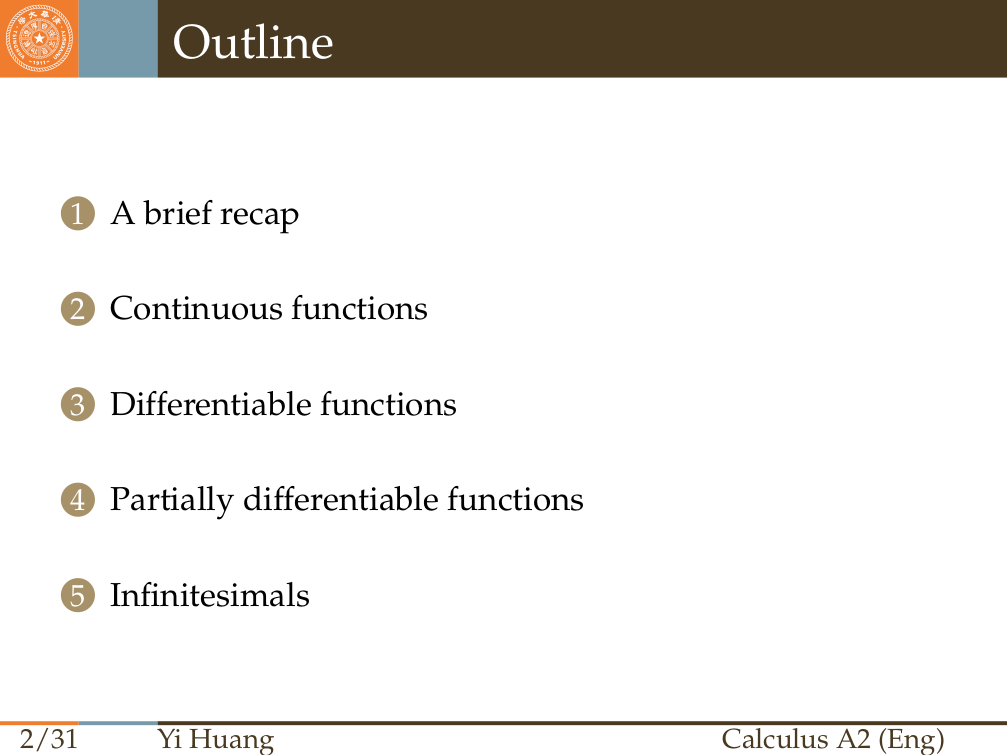 Outline
1 A brief recap
2 Continuous functions
3 Differentiable functions
4 Partially differentiable functions
5 Infinitesimals
2/31 Yi Huang Calculus A2 (Eng)